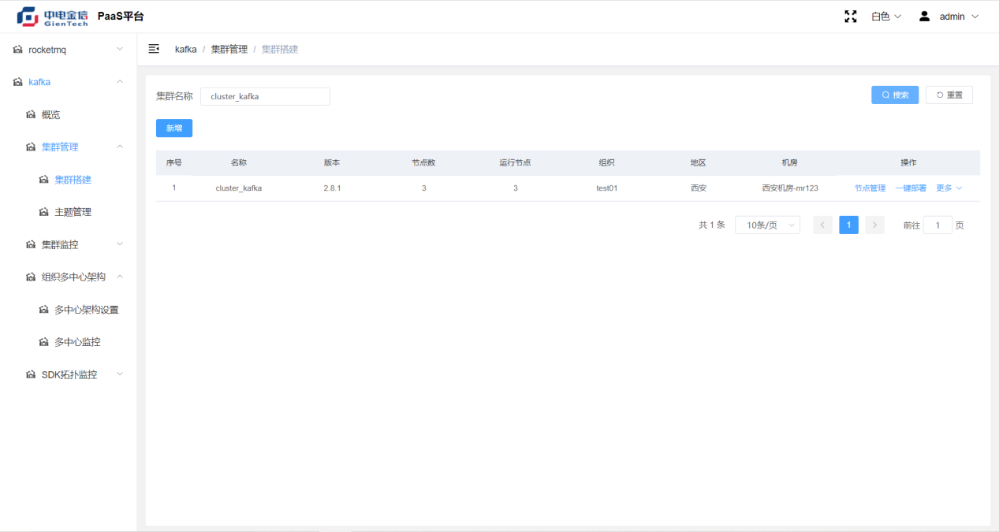 中电金信
GienTech
PaaS平台
白色
admin
rocketmq
kafka
概览
集群管理
集群搭建
主题管理
集群监控
组织多中心架构
多中心架构设置
多中心监控
SDK拓扑监控
kafka / 集群管理 / 集群搭建
集群名称 cluster_kafka 搜索 重置
新增
序号 名称 版本 节点数 运行节点 组织 地区 机房 操作
1 cluster_kafka 2.8.1 3 3 test01 西安 西安机房-mr123 节点管理 一键部署 更多
共 1 条 10条/页 1 前往 1 页